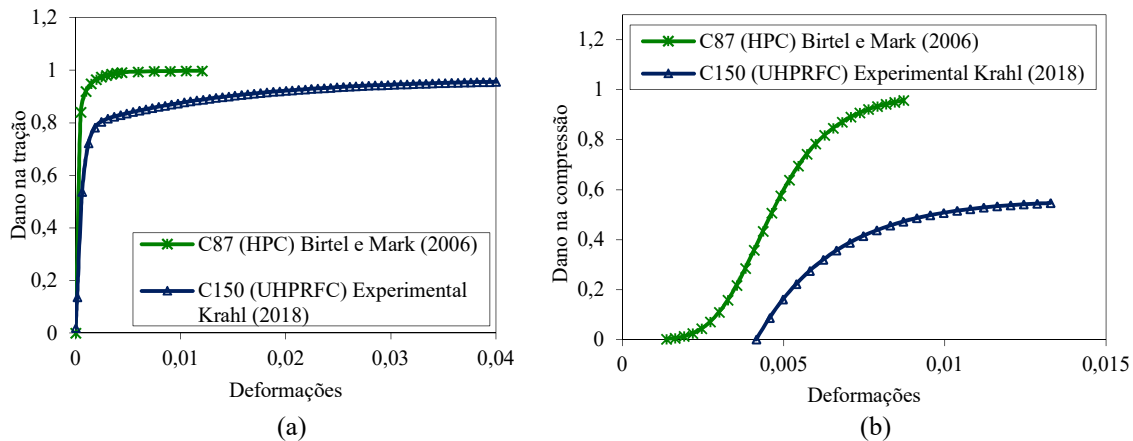 1,2
1
0,8
0,6
0,4
0,2
0
Dano na tração
C87 (HPC) Birtel e Mark (2006)
C150 (UHPRFC) Experimental
Krahl (2018)
0
0,01
0,02
0,03
0,04
Deformações
(a)
1,2
1
0,8
0,6
0,4
0,2
0
Dano na compressão
C87 (HPC) Birtel e Mark (2006)
C150 (UHPRFC) Experimental Krahl (2018)
0
0,005
0,01
0,015
Deformações
(b)